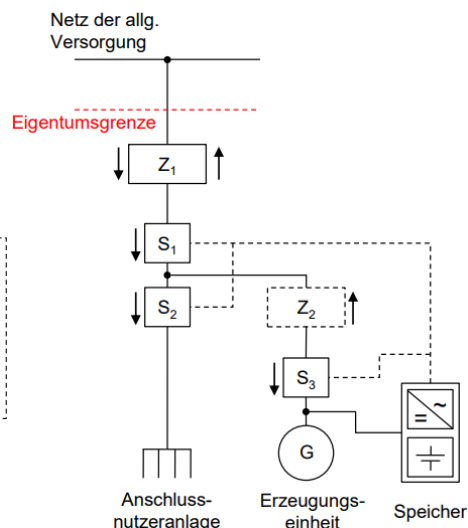 Netz der allg.
Versorgung
Eigentumsgrenze
Z₁
S₁
S₂
Z₂
S₃
= ~
G
Anschluss-
nutzeranlage
Erzeugungs-
einheit
Speicher